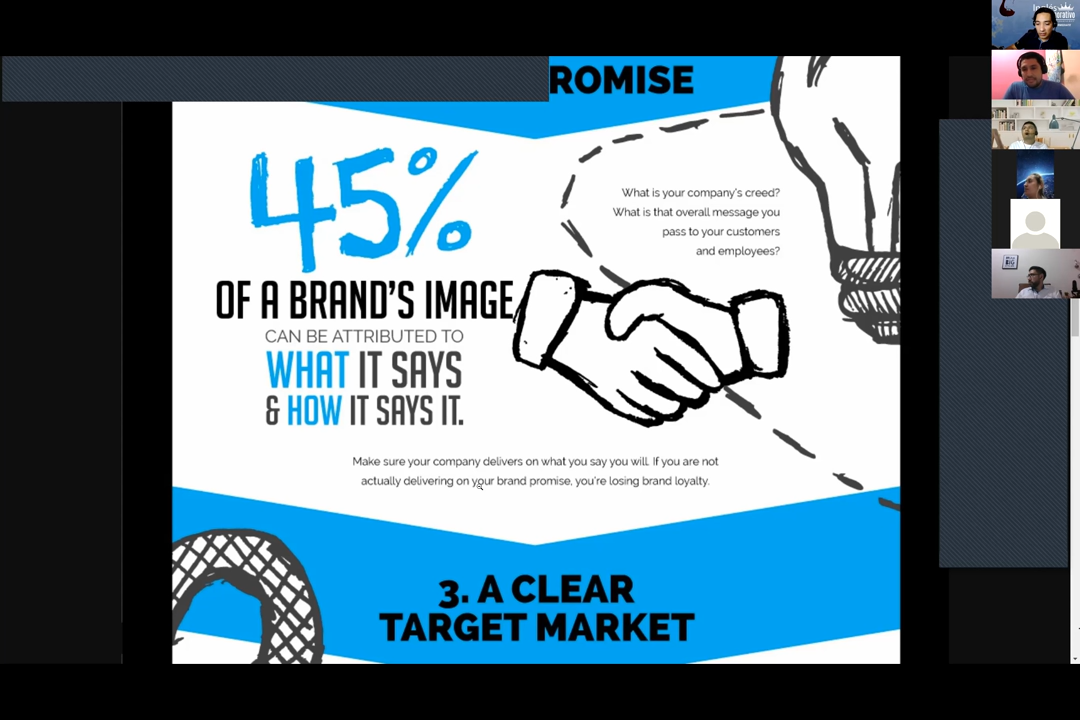 ROMISE
45%
OF A BRAND'S IMAGE
CAN BE ATTRIBUTED TO
WHAT IT SAYS
& HOW IT SAYS IT.
What is your company's creed?
What is that overall message you
pass to your customers
and employees?
Make sure your company delivers on what you say you will. If you are not
actually delivering on your brand promise, you're losing brand loyalty.
3. A CLEAR
TARGET MARKET